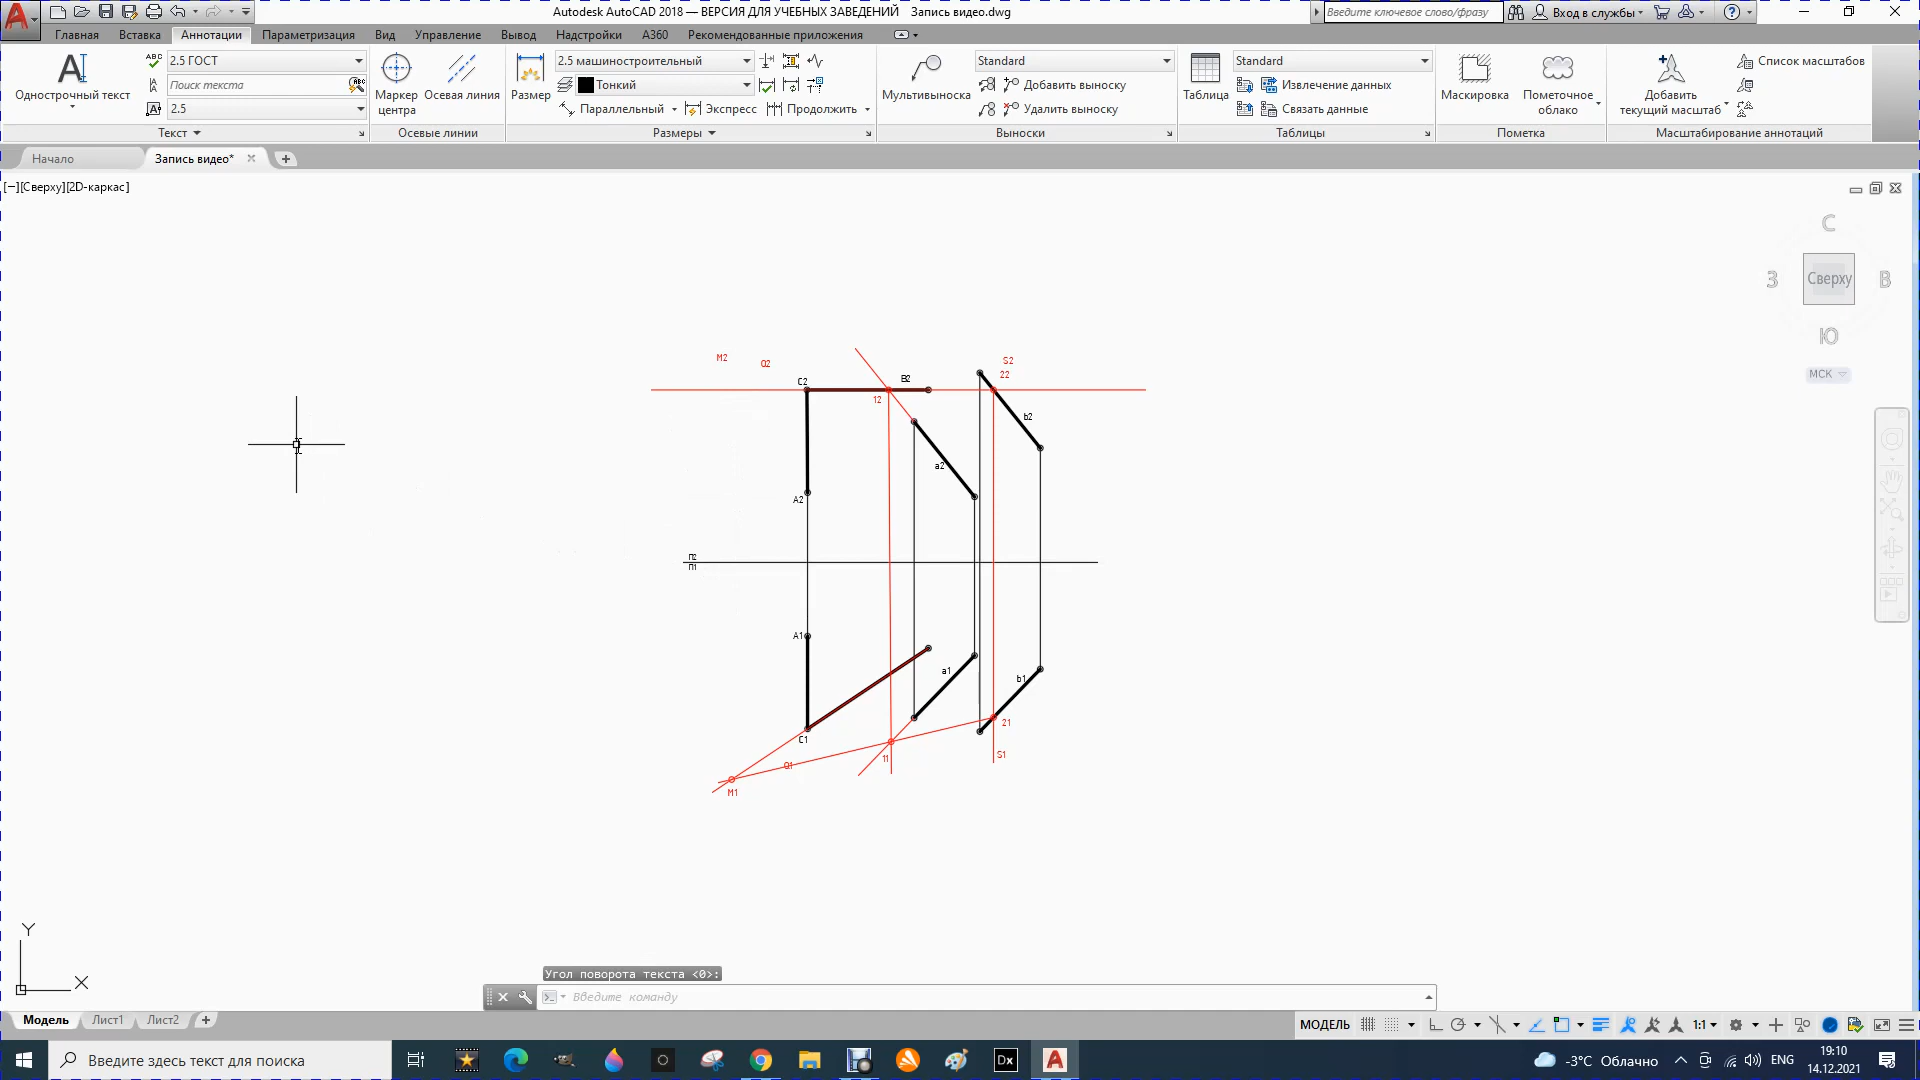 Autodesk AutoCAD 2018 — ВЕРСИЯ ДЛЯ УЧЕБНЫХ ЗАВЕДЕНИЙ Запись видео.dwg
Введите ключевое слово/фразу
Вход в службы
Главная Вставка Аннотации Параметризация Вид Управление Вывод Надстройки A360 Рекомендованные приложения
Однострочный текст
2.5 ГОСТ
Поиск текста
2.5
Текст
Маркер центра
Осевая линия
Осевые линии
Размер
2.5 машиностроительный
Тонкий
Параллельный Экспресс Продолжить
Размеры
Мультивыноска
Standard
Добавить выноску
Удалить выноску
Выноски
Таблица
Standard
Извлечение данных
Связать данные
Таблицы
Маскировка
Пометочное облако
Пометка
Добавить текущий масштаб
Список масштабов
Масштабирование аннотаций
Начало Запись видео*
[−][Сверху][2D-каркас]
С
З Сверху В
Ю
МСК
M2 Q2 S2
22
C2 B2
12
b2
a2
A2
П2
П1
A1
a1 b1
C1
21
S1
11
Q1
M1
Y
X
Угол поворота текста <0>:
Введите команду
Модель Лист1 Лист2
МОДЕЛЬ 1:1
Введите здесь текст для поиска
Dx
-3°C Облачно
ENG
19:10
14.12.2021